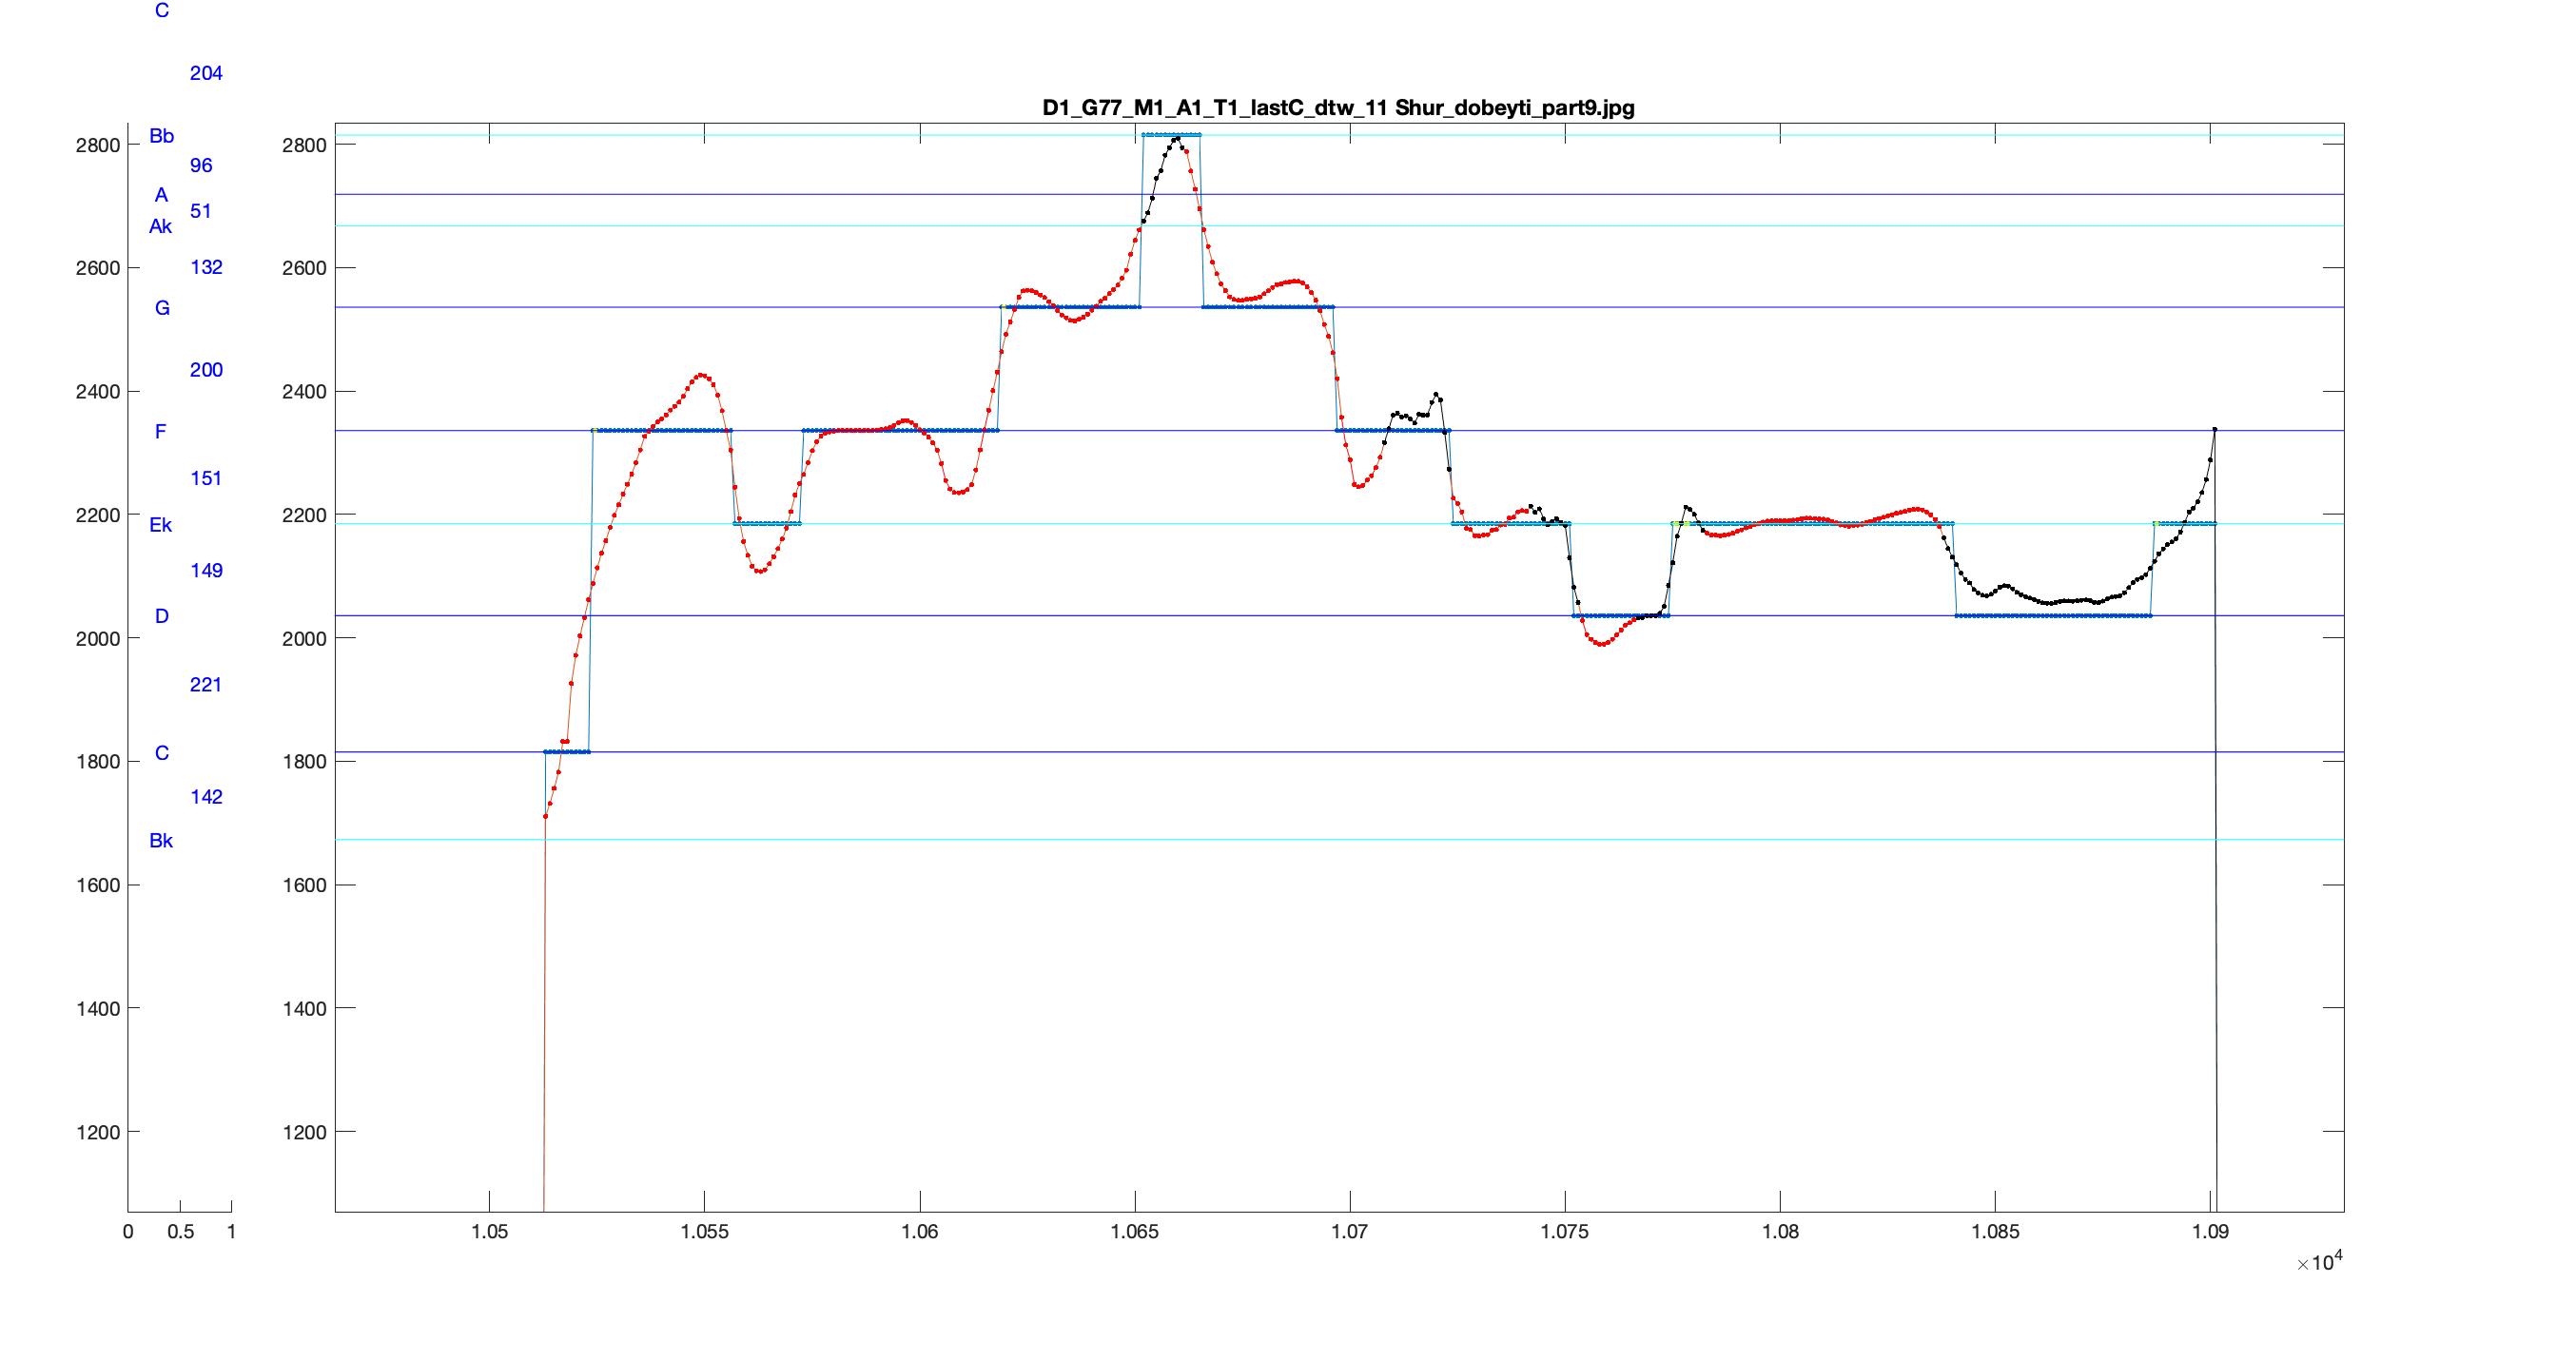 C
204
D1_G77_M1_A1_T1_lastC_dtw_11 Shur_dobeyti_part9.jpg
Bb
2800
2800
96
A
51
Ak
132
2600
2600
G
200
2400
2400
F
151
2200
2200
Ek
149
D
2000
2000
221
C
1800
1800
142
Bk
1600
1600
1400
1400
1200
1200
0 0.5 1
1.05 1.055 1.06 1.065 1.07 1.075 1.08 1.085 1.09
×10⁴